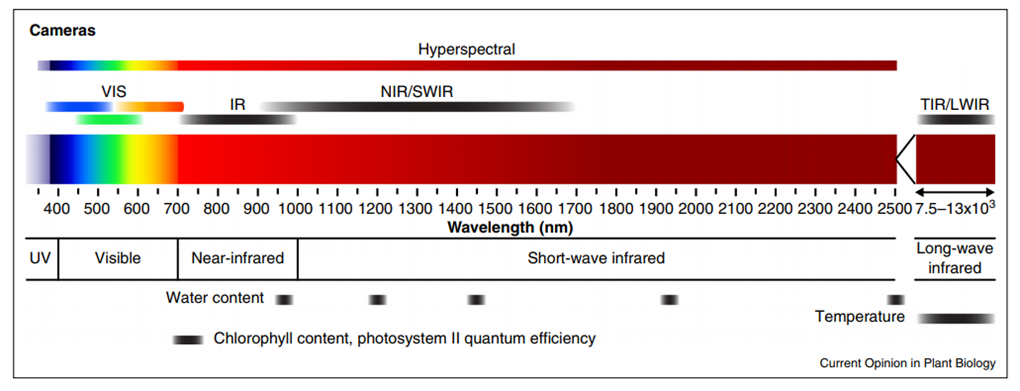 Cameras
Hyperspectral
VIS
IR
NIR/SWIR
TIR/LWIR
400 500 600 700 800 900 1000 1100 1200 1300 1400 1500 1600 1700 1800 1900 2000 2100 2200 2300 2400 2500 7.5–13x10³
Wavelength (nm)
UV Visible Near-infrared Short-wave infrared Long-wave
infrared
Water content
Temperature
Chlorophyll content, photosystem II quantum efficiency
Current Opinion in Plant Biology